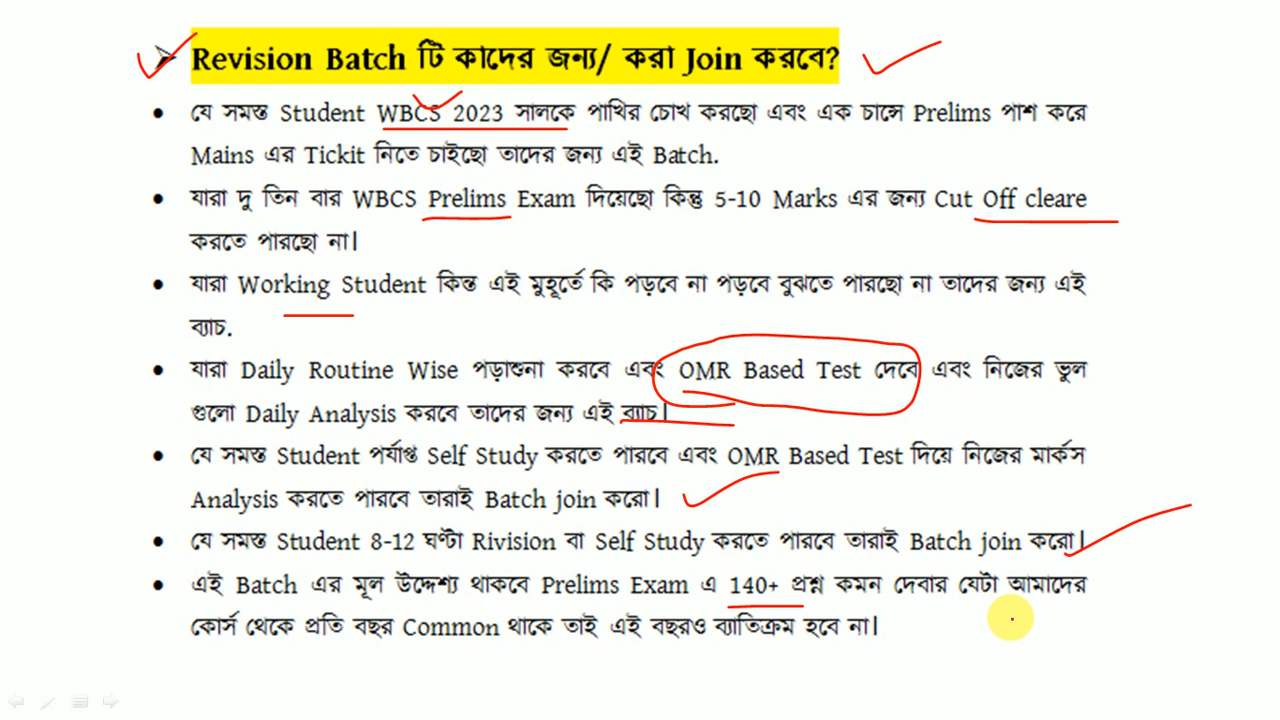 Revision Batch টি কাদের জন্য/ করা Join করবে?
যে সমস্ত Student WBCS 2023 সালকে পাখির চোখ করছো এবং এক চান্সে Prelims পাশ করে
Mains এর Tickit নিতে চাইছো তাদের জন্য এই Batch.
যারা দু তিন বার WBCS Prelims Exam দিয়েছো কিন্তু 5-10 Marks এর জন্য Cut Off cleare
করতে পারছো না।
যারা Working Student কিন্ত এই মুহূর্তে কি পড়বে না পড়বে বুঝতে পারছো না তাদের জন্য এই
ব্যাচ.
যারা Daily Routine Wise পড়াশুনা করবে এবং OMR Based Test দেবে এবং নিজের ভুল
গুলো Daily Analysis করবে তাদের জন্য এই ব্যাচ।
যে সমস্ত Student পর্যাপ্ত Self Study করতে পারবে এবং OMR Based Test দিয়ে নিজের মার্কস
Analysis করতে পারবে তারাই Batch join করো।
যে সমস্ত Student 8-12 ঘণ্টা Rivision বা Self Study করতে পারবে তারাই Batch join করো।
এই Batch এর মূল উদ্দেশ্য থাকবে Prelims Exam এ 140+ প্রশ্ন কমন দেবার যেটা আমাদের
কোর্স থেকে প্রতি বছর Common থাকে তাই এই বছরও ব্যাতিক্রম হবে না।